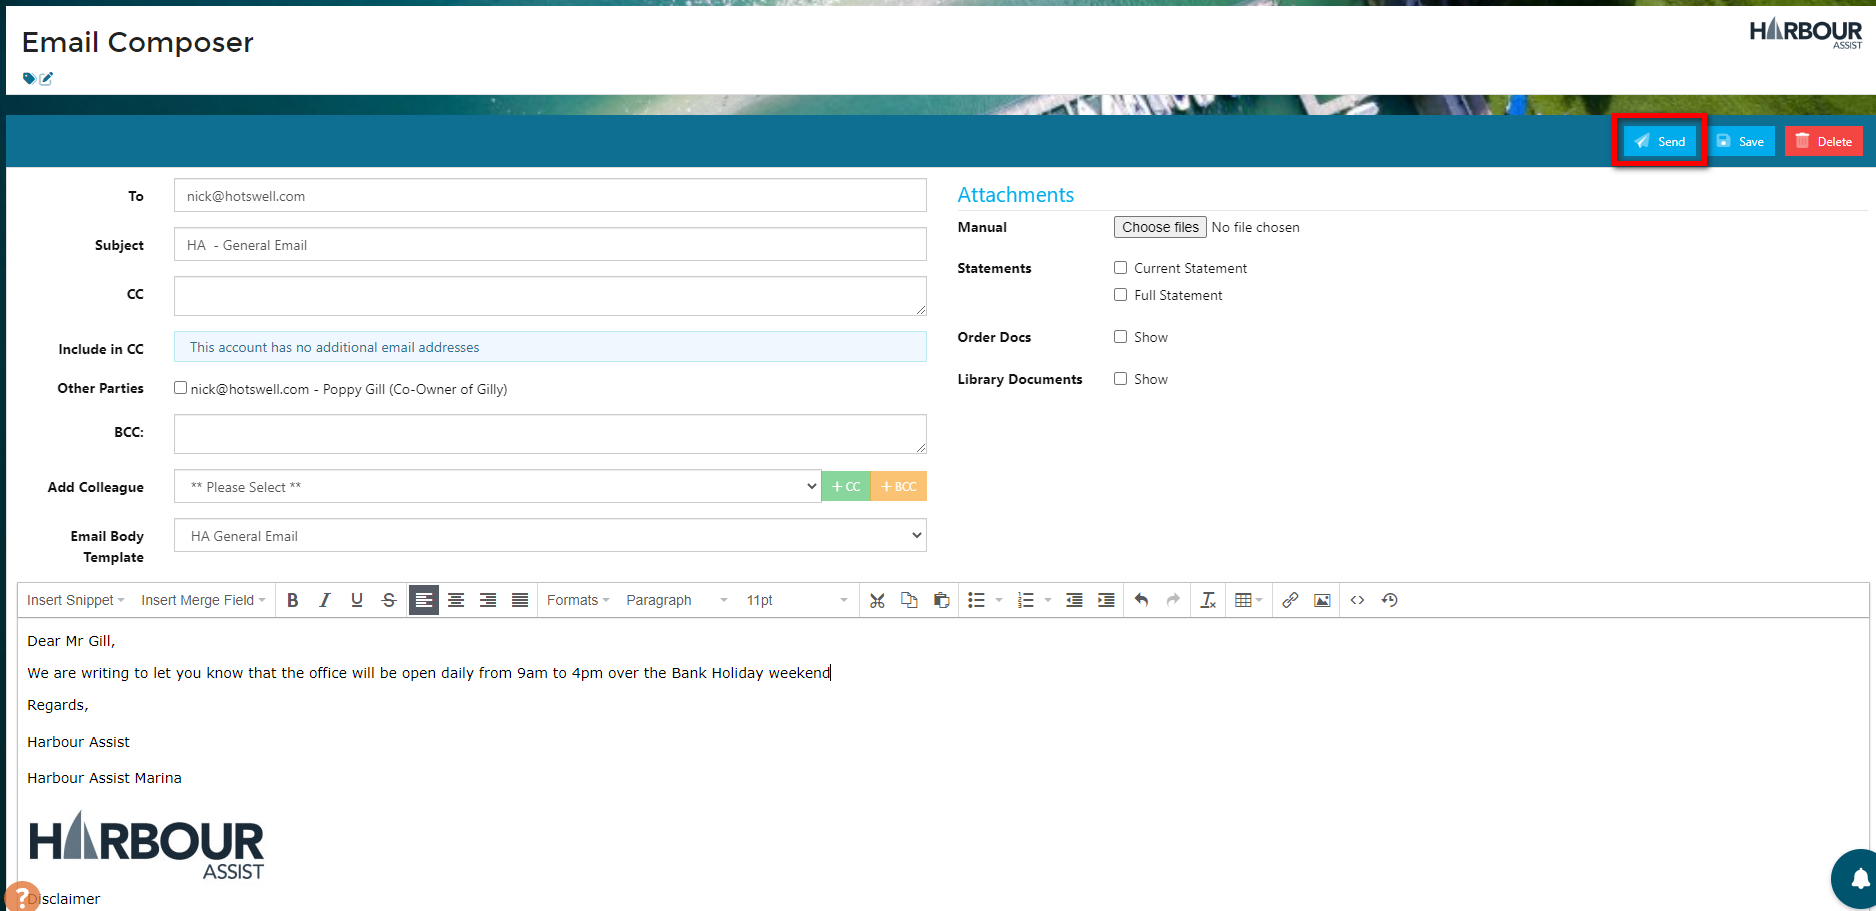 Email Composer
HARBOUR
ASSIST
Send
Save
Delete
To
nick@hotswell.com
Subject
HA  - General Email
CC
Include in CC
This account has no additional email addresses
Other Parties
nick@hotswell.com - Poppy Gill (Co-Owner of Gilly)
BCC:
Add Colleague
** Please Select **
+ CC
+ BCC
Email Body
Template
HA General Email
Attachments
Manual
Choose files No file chosen
Statements
Current Statement
Full Statement
Order Docs
Show
Library Documents
Show
Insert Snippet Insert Merge Field B I U S Formats Paragraph 11pt
Dear Mr Gill,
We are writing to let you know that the office will be open daily from 9am to 4pm over the Bank Holiday weekend
Regards,
Harbour Assist
Harbour Assist Marina
HARBOUR
ASSIST
?
Disclaimer